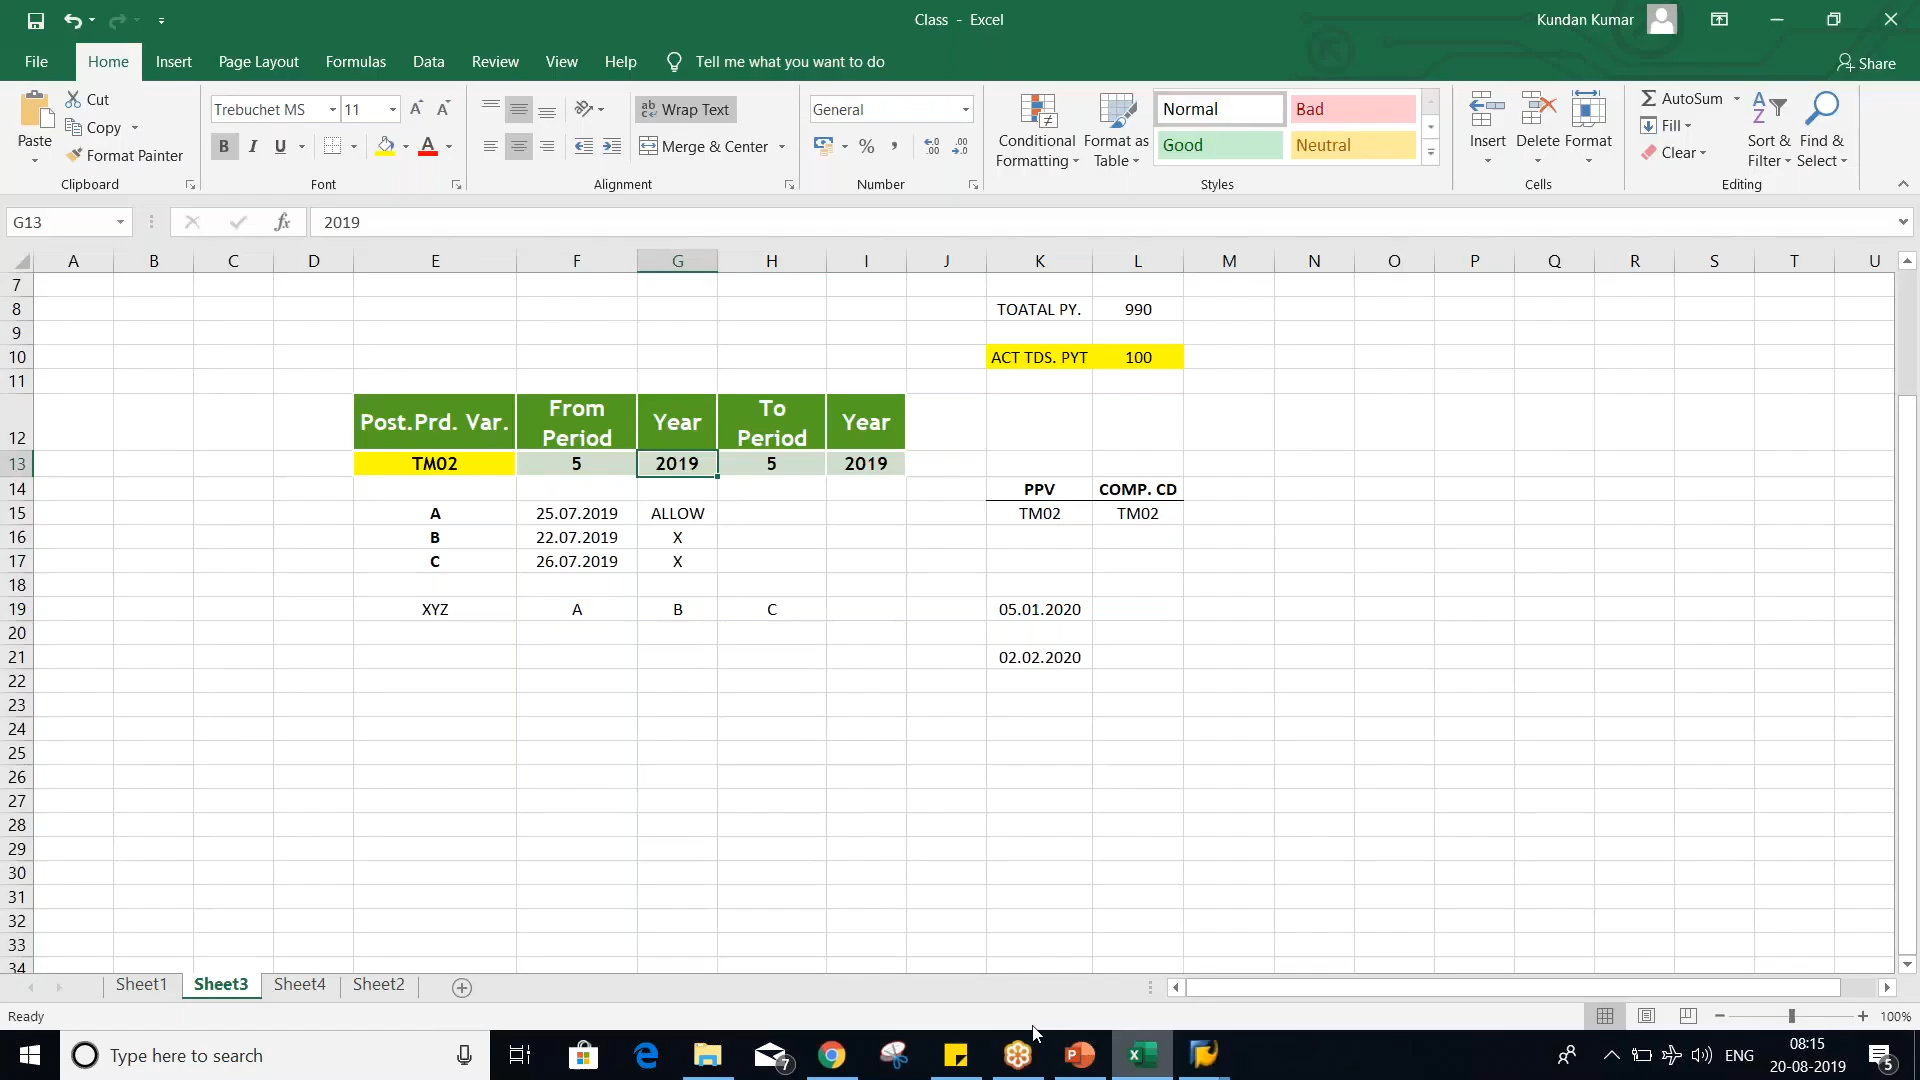 Class - Excel
Kundan Kumar
File Home Insert Page Layout Formulas Data Review View Help Tell me what you want to do
Share
Paste
Cut
Copy
Format Painter
Clipboard
Trebuchet MS 11 A A
B I U A
Font
ab Wrap Text
Merge & Center
Alignment
General
%
Number
Conditional Formatting
Format as Table
Normal Bad
Good Neutral
Styles
Insert Delete Format
Cells
AutoSum
Fill
Clear
Sort & Filter
Find & Select
Editing
G13 fx 2019
A B C D E F G H I J K L M N O P Q R S T U
7
8 TOATAL PY. 990
9
10 ACT TDS. PYT 100
11
12 Post.Prd. Var. From Period Year To Period Year
13 TM02 5 2019 5 2019
14 PPV COMP. CD
15 A 25.07.2019 ALLOW TM02 TM02
16 B 22.07.2019 X
17 C 26.07.2019 X
18
19 XYZ A B C 05.01.2020
20
21 02.02.2020
22
23
24
25
26
27
28
29
30
31
32
33
34
Sheet1 Sheet3 Sheet4 Sheet2
Ready
100%
Type here to search
7
ENG
08:15
20-08-2019
5